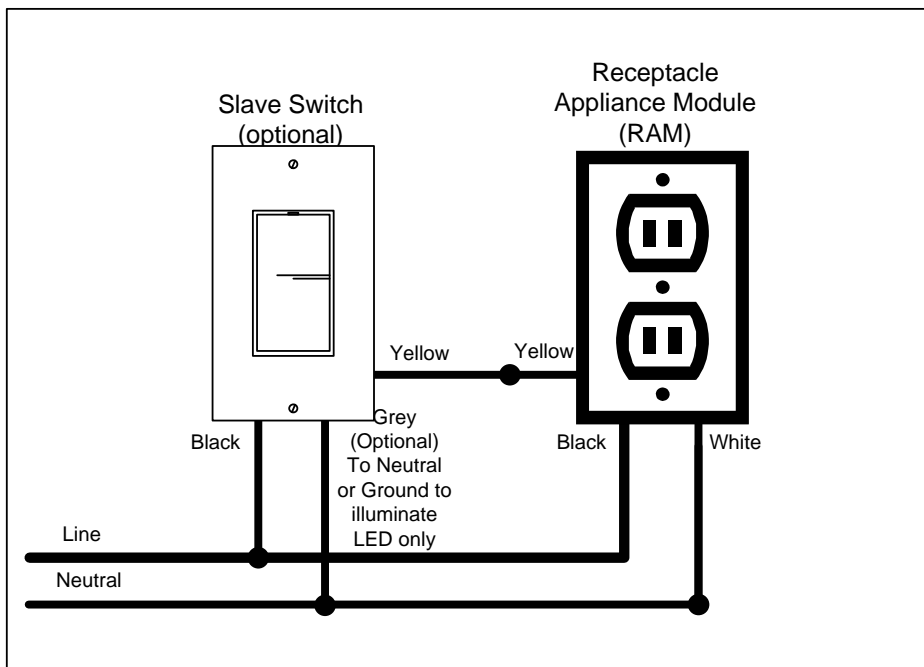 Slave Switch
(optional)
Receptacle
Appliance Module
(RAM)
Yellow
Yellow
Black
Grey
(Optional)
To Neutral
or Ground to
illuminate
LED only
Black
White
Line
Neutral